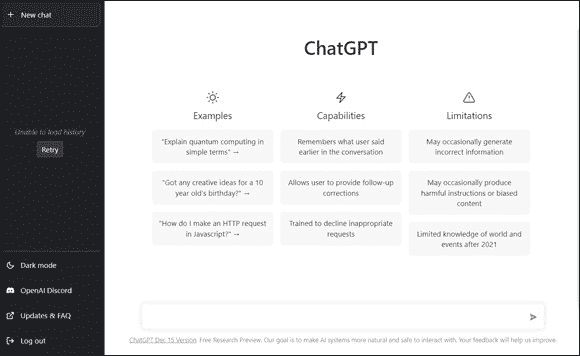 + New chat
Unable to load history
Retry
Dark mode
OpenAI Discord
Updates & FAQ
Log out
ChatGPT
Examples
"Explain quantum computing in
simple terms" →
"Got any creative ideas for a 10
year old's birthday?" →
"How do I make an HTTP request
in Javascript?" →
Capabilities
Remembers what user said
earlier in the conversation
Allows user to provide follow-up
corrections
Trained to decline inappropriate
requests
Limitations
May occasionally generate
incorrect information
May occasionally produce
harmful instructions or biased
content
Limited knowledge of world and
events after 2021
ChatGPT Dec 15 Version. Free Research Preview. Our goal is to make AI systems more natural and safe to interact with. Your feedback will help us improve.